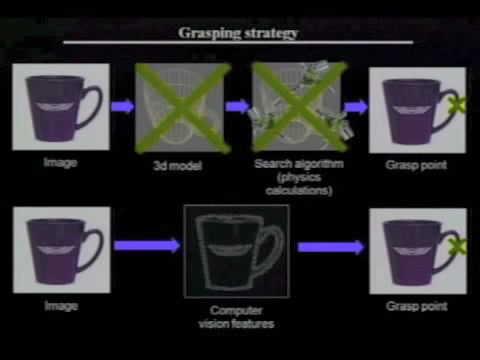 Grasping strategy
Image
3d model
Search algorithm
(physics
calculations)
Grasp point
Image
Computer
vision features
Grasp point